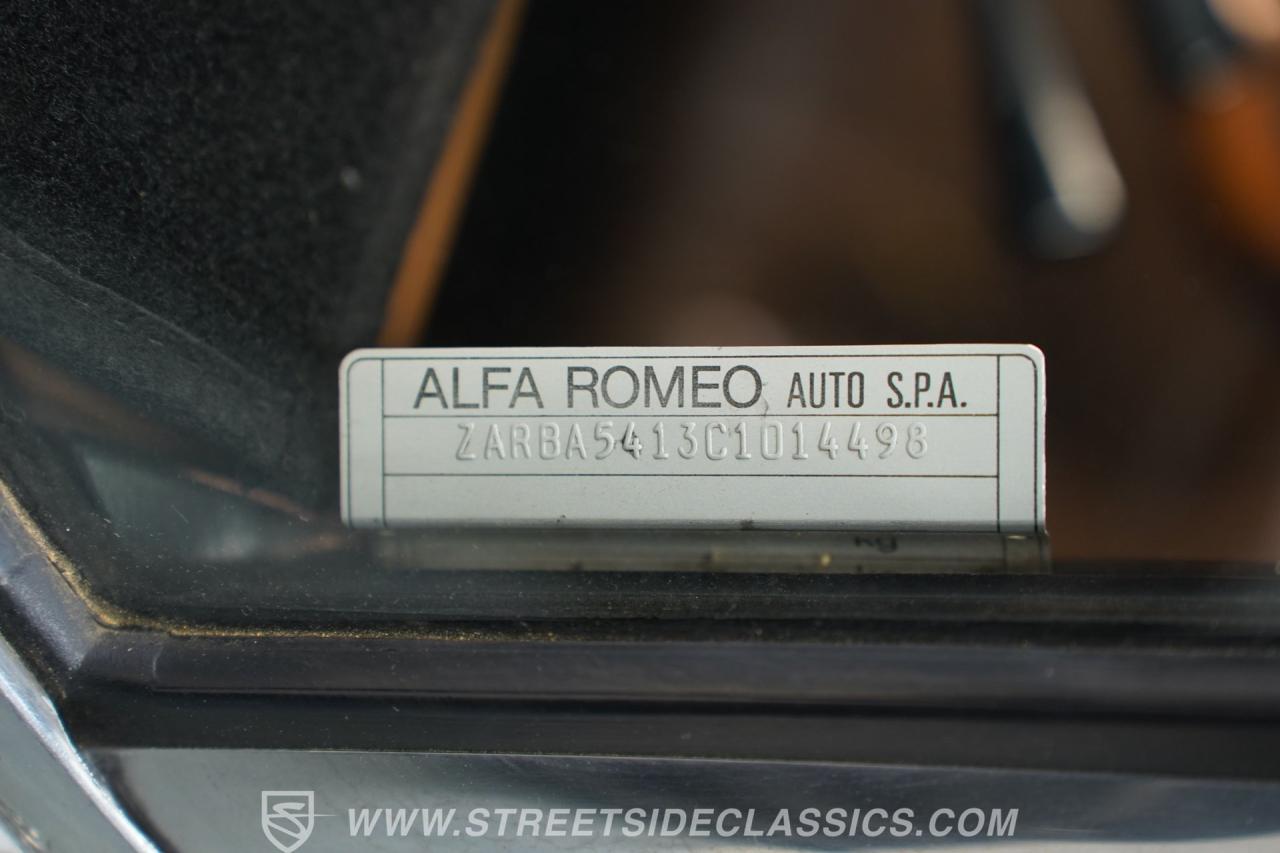 ALFA ROMEO AUTO S.P.A.
ZARBA5413C1014498
WWW.STREETSIDECLASSICS.COM